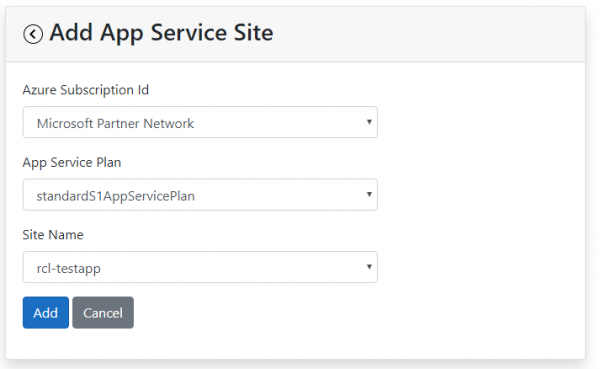 Add App Service Site
Azure Subscription Id
Microsoft Partner Network
App Service Plan
standardS1AppServicePlan
Site Name
rcl-testapp
Add Cancel